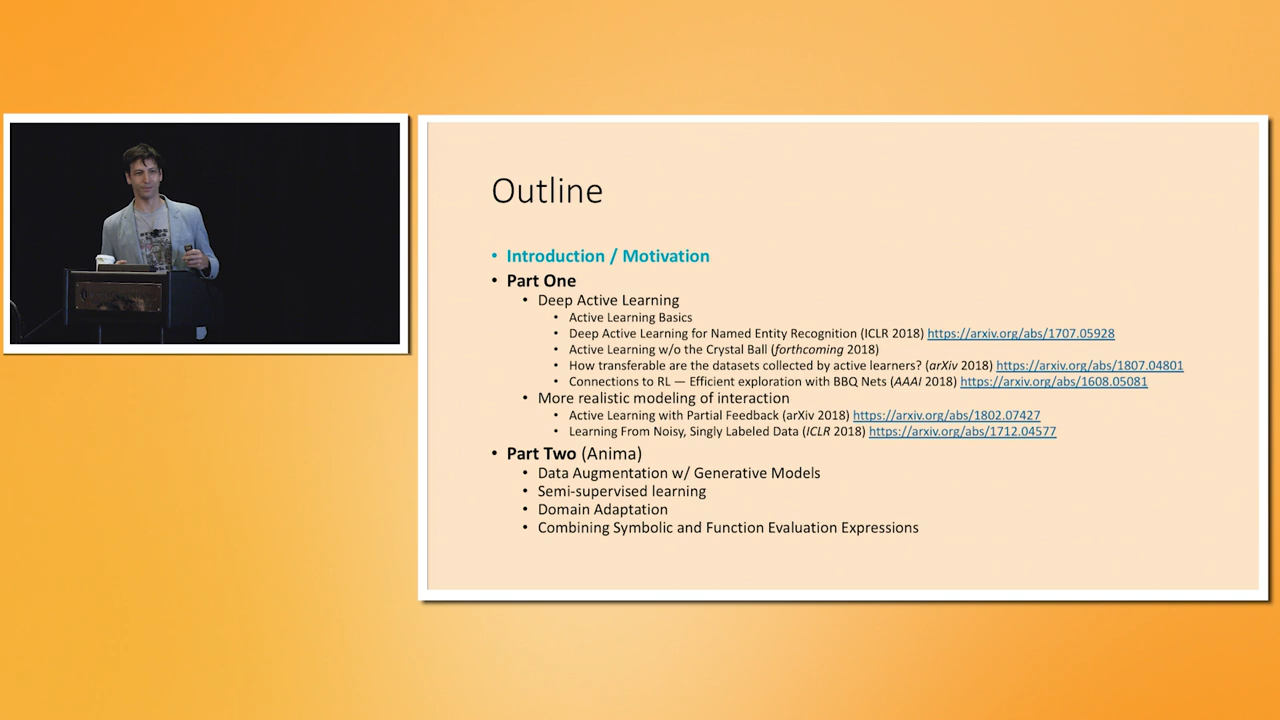 Outline
• Introduction / Motivation
• Part One
• Deep Active Learning
• Active Learning Basics
• Deep Active Learning for Named Entity Recognition (ICLR 2018) https://arxiv.org/abs/1707.05928
• Active Learning w/o the Crystal Ball (forthcoming 2018)
• How transferable are the datasets collected by active learners? (arXiv 2018) https://arxiv.org/abs/1807.04801
• Connections to RL — Efficient exploration with BBQ Nets (AAAI 2018) https://arxiv.org/abs/1608.05081
• More realistic modeling of interaction
• Active Learning with Partial Feedback (arXiv 2018) https://arxiv.org/abs/1802.07427
• Learning From Noisy, Singly Labeled Data (ICLR 2018) https://arxiv.org/abs/1712.04577
• Part Two (Anima)
• Data Augmentation w/ Generative Models
• Semi-supervised learning
• Domain Adaptation
• Combining Symbolic and Function Evaluation Expressions